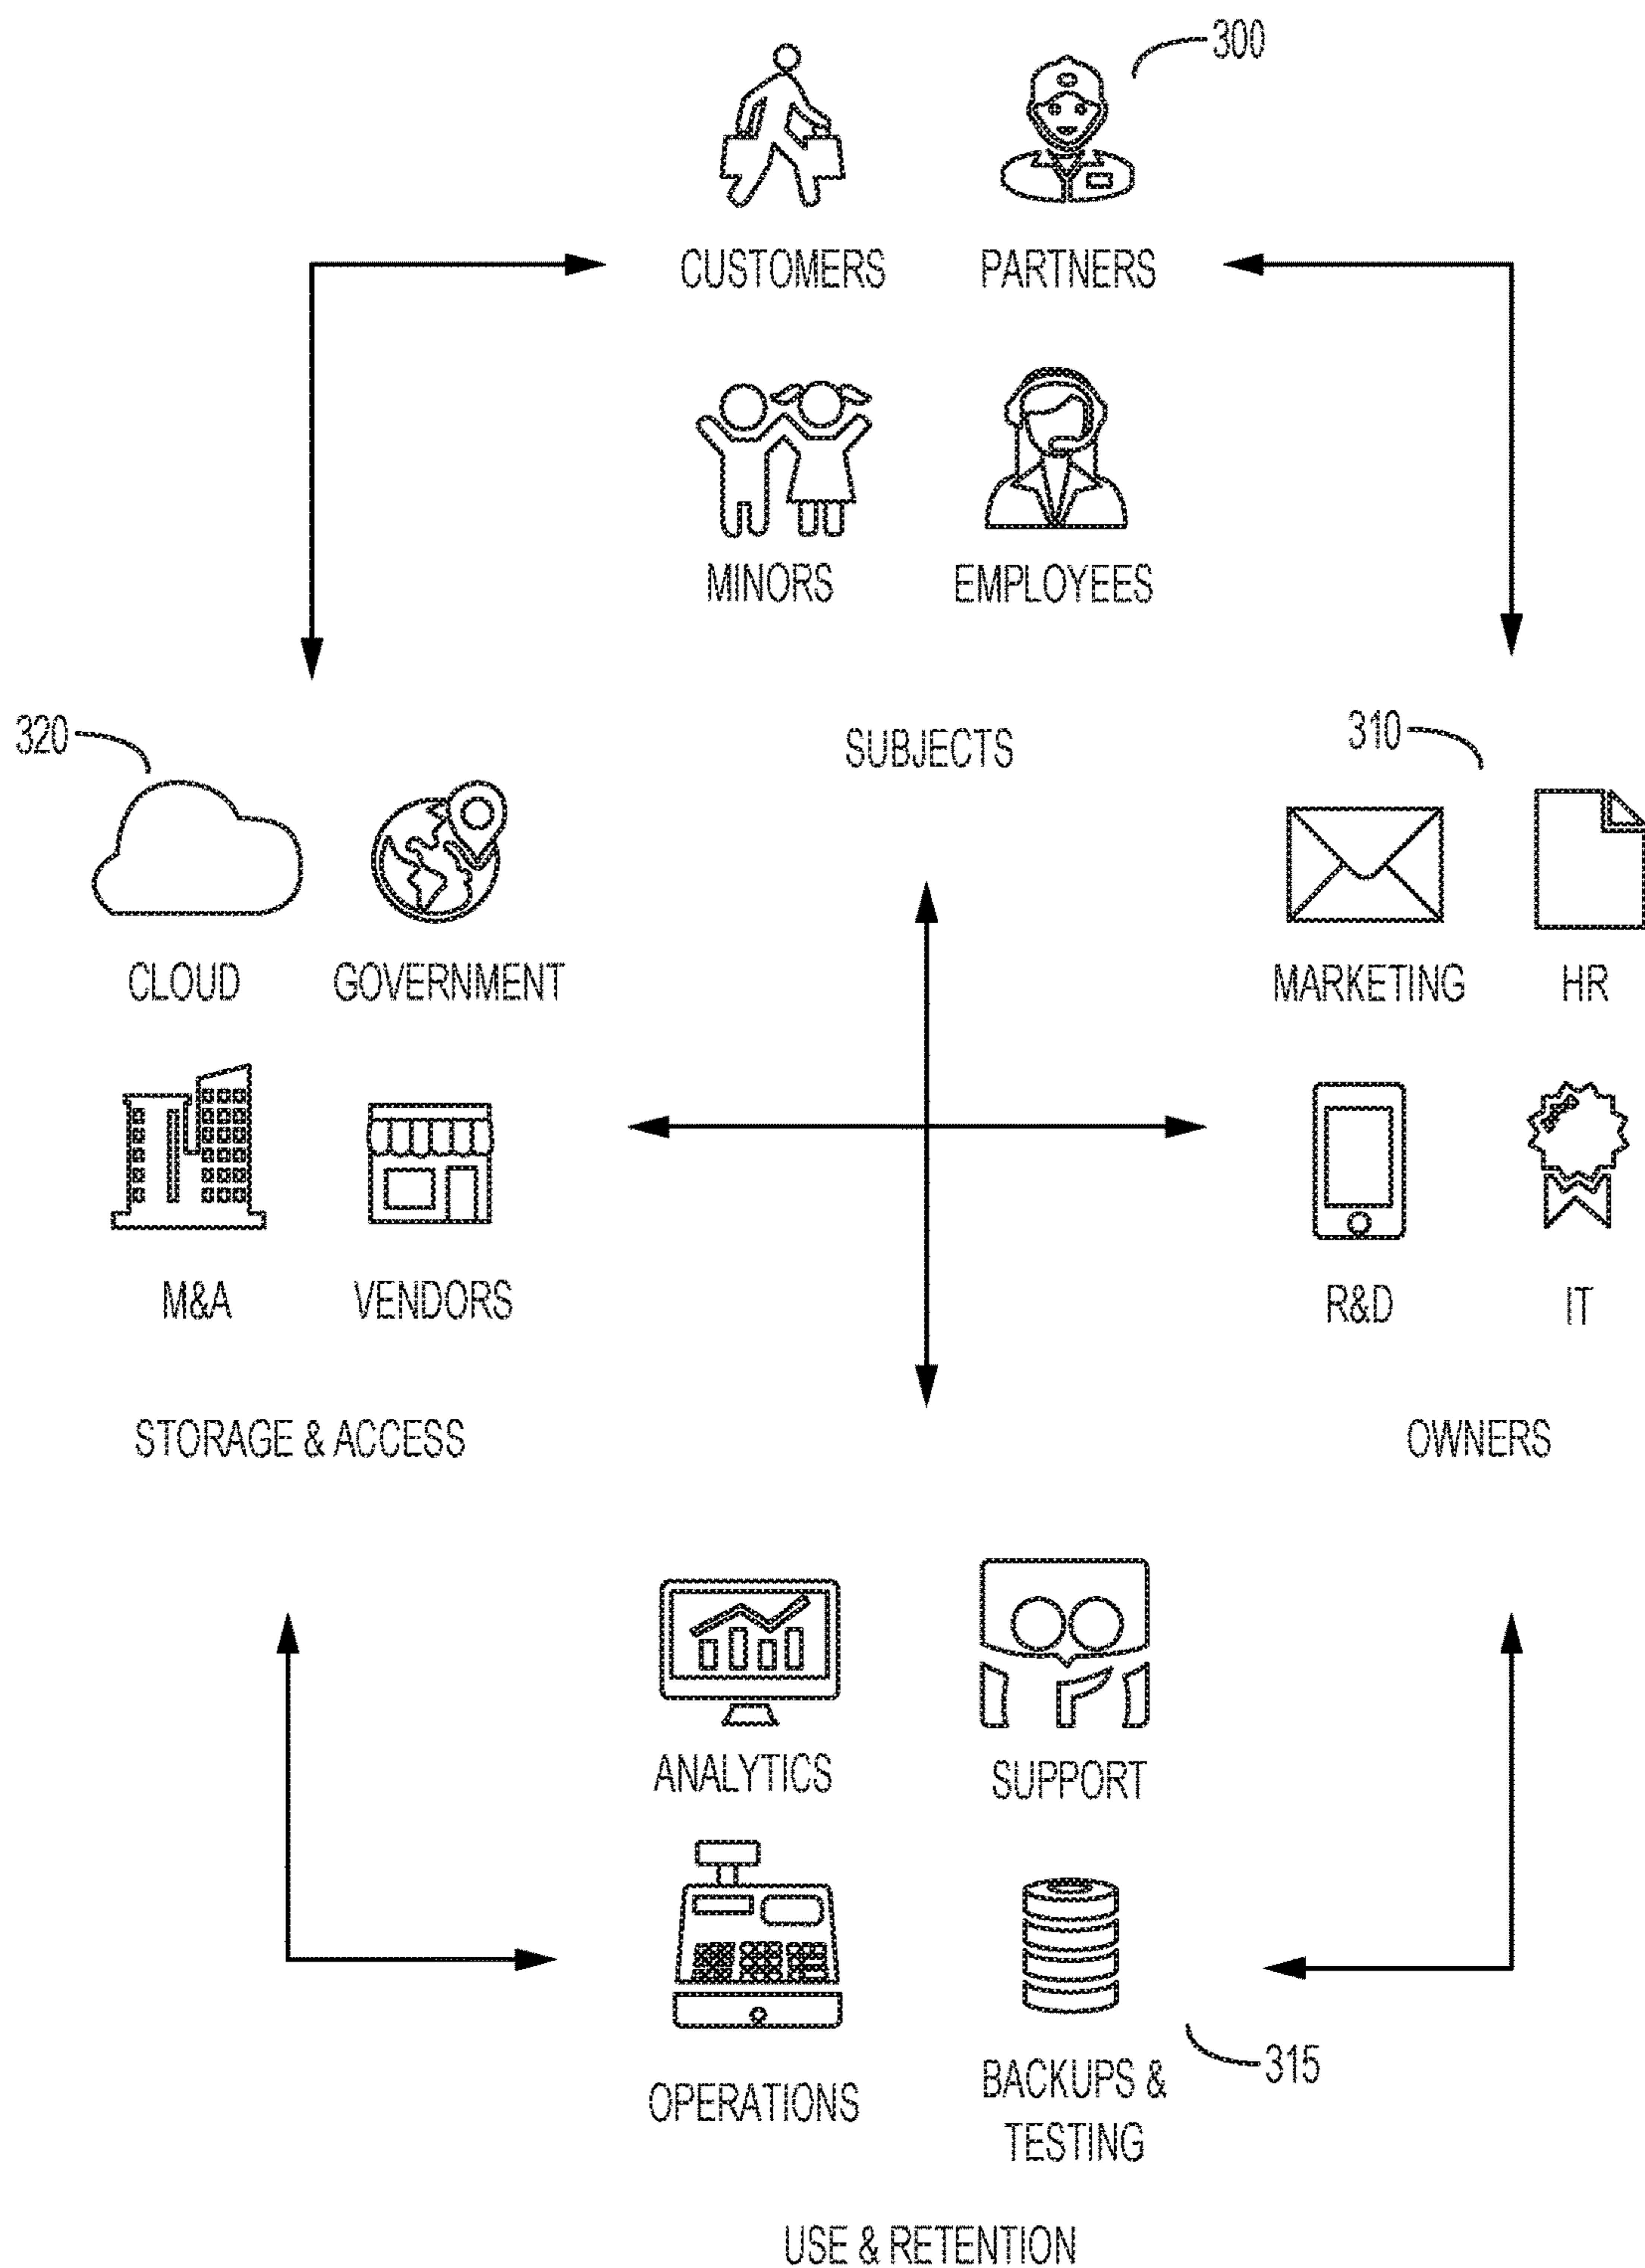 300
CUSTOMERS PARTNERS
MINORS EMPLOYEES
320
SUBJECTS
310
CLOUD GOVERNMENT
MARKETING HR
M&A VENDORS
R&D IT
STORAGE & ACCESS
OWNERS
ANALYTICS SUPPORT
OPERATIONS
BACKUPS &
TESTING
315
USE & RETENTION